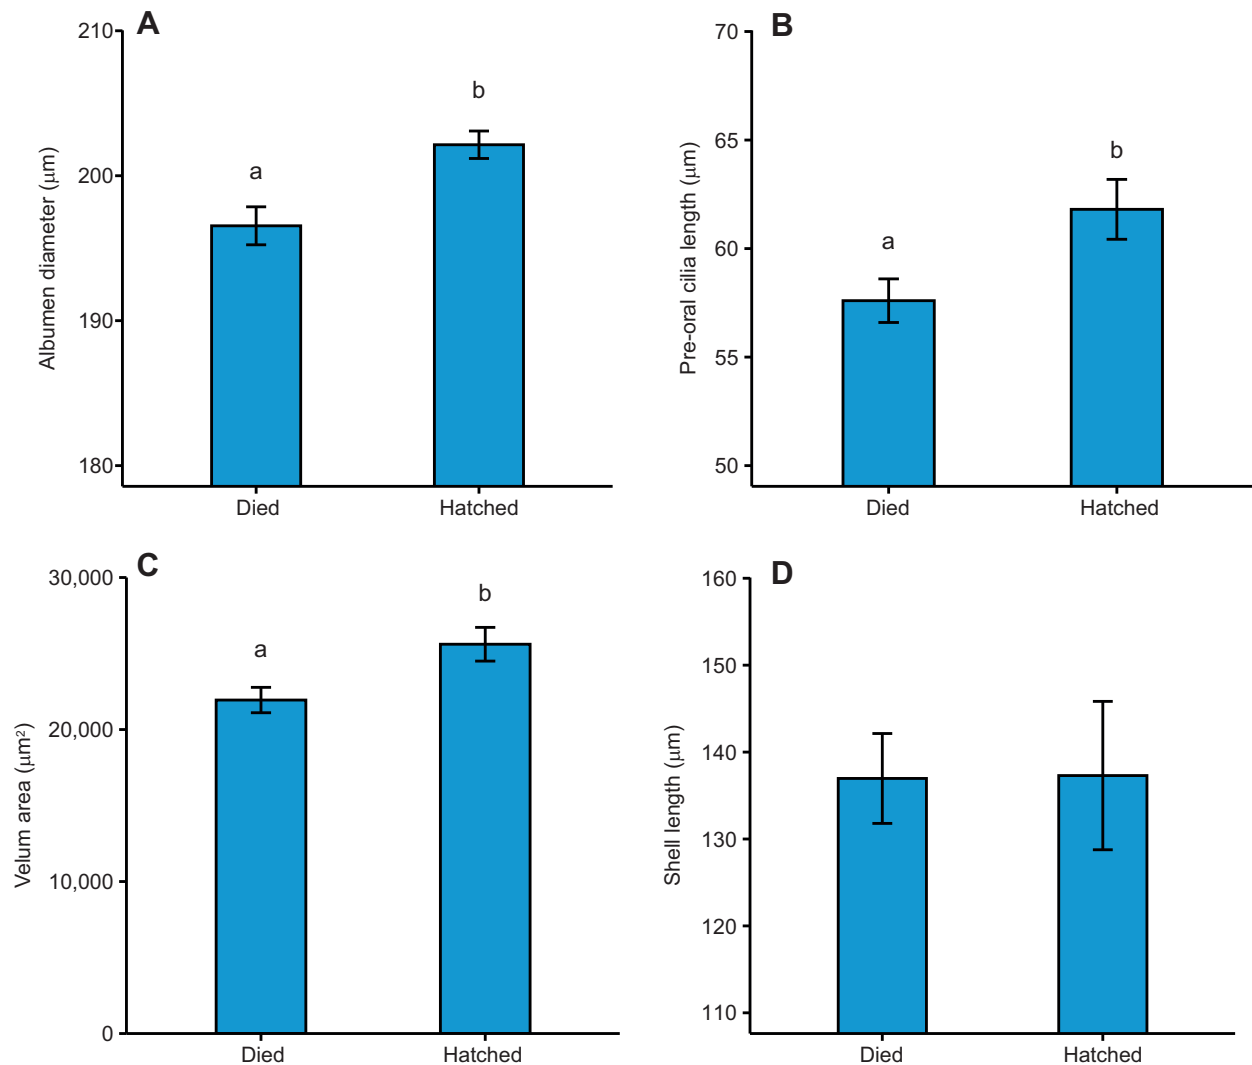 A
210
200
190
180
Albumen diameter (μm)
a
b
Died
Hatched
B
70
65
60
55
50
Pre-oral cilia length (μm)
a
b
Died
Hatched
C
30,000
20,000
10,000
0
Velum area (μm²)
a
b
Died
Hatched
D
160
150
140
130
120
110
Shell length (μm)
Died
Hatched